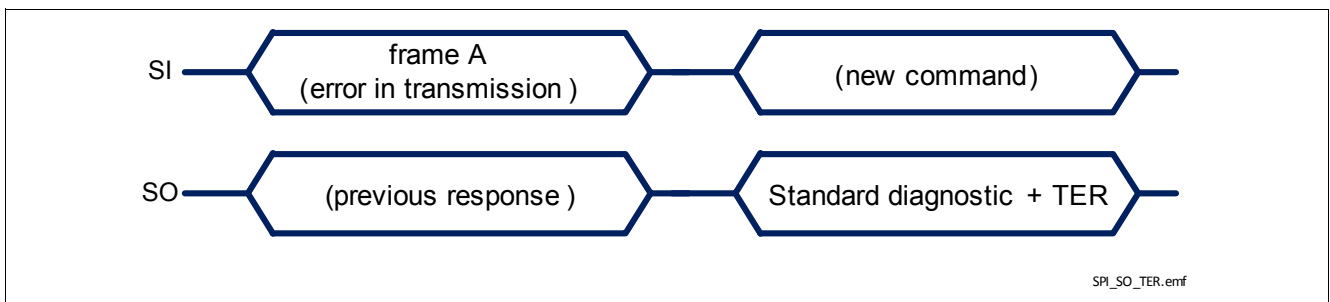 SI
frame A
(error in transmission )
(new command)
SO
(previous response )
Standard diagnostic + TER
SPI_SO_TER.emf